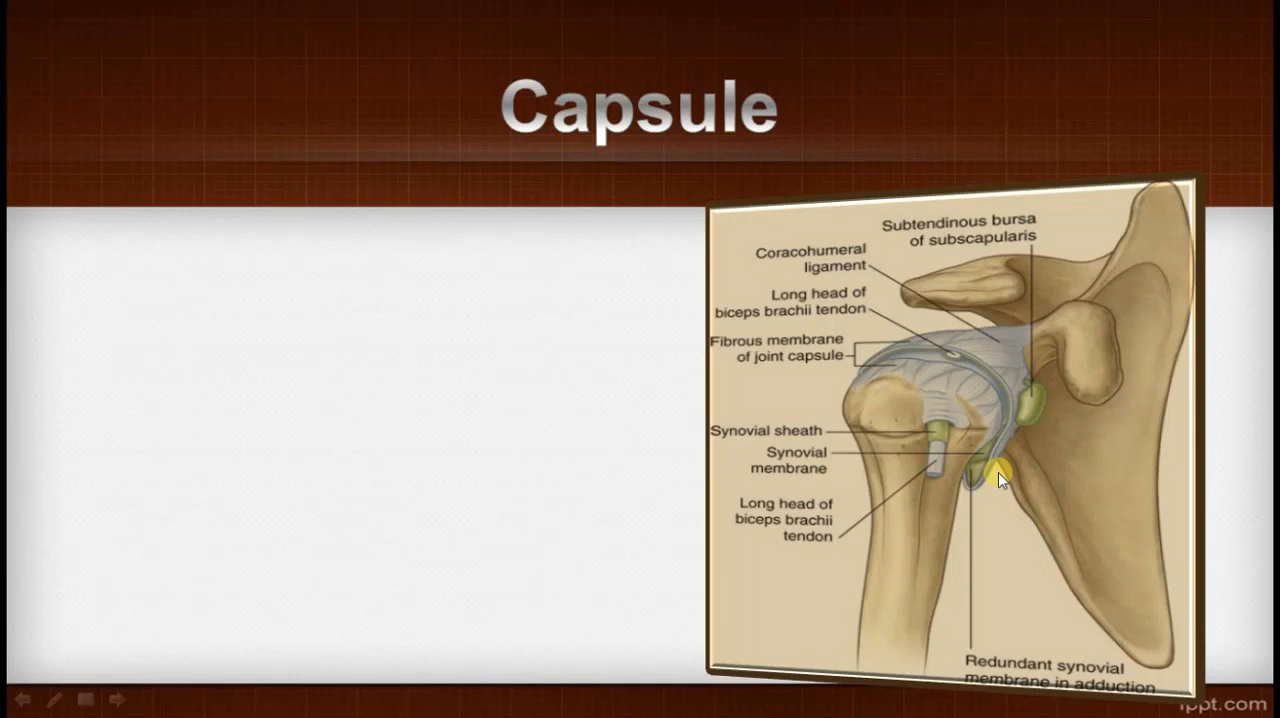 Capsule
Subtendinous bursa
of subscapularis
Coracohumeral
ligament
Long head of
biceps brachii tendon
Fibrous membrane
of joint capsule
Synovial sheath
Synovial
membrane
Long head of
biceps brachii
tendon
Redundant synovial
membrane in adduction
fppt.com